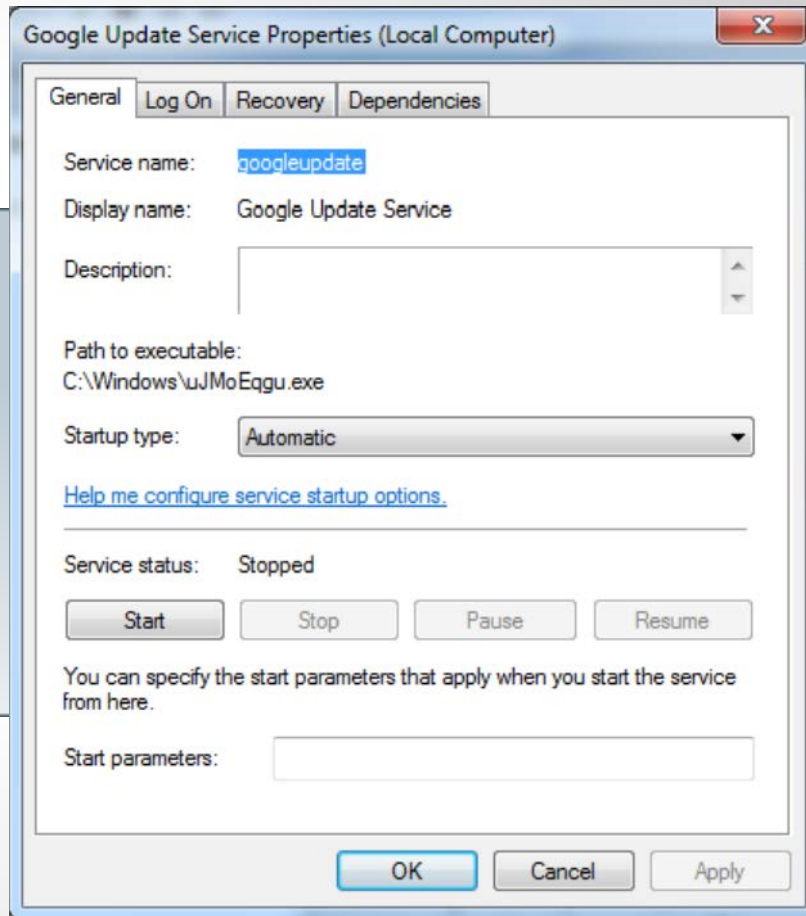 Google Update Service Properties (Local Computer)
General Log On Recovery Dependencies
Service name: googleupdate
Display name: Google Update Service
Description:
Path to executable:
C:\Windows\uJMoEqgu.exe
Startup type: Automatic
Help me configure service startup options.
Service status: Stopped
Start Stop Pause Resume
You can specify the start parameters that apply when you start the service
from here.
Start parameters:
OK Cancel Apply